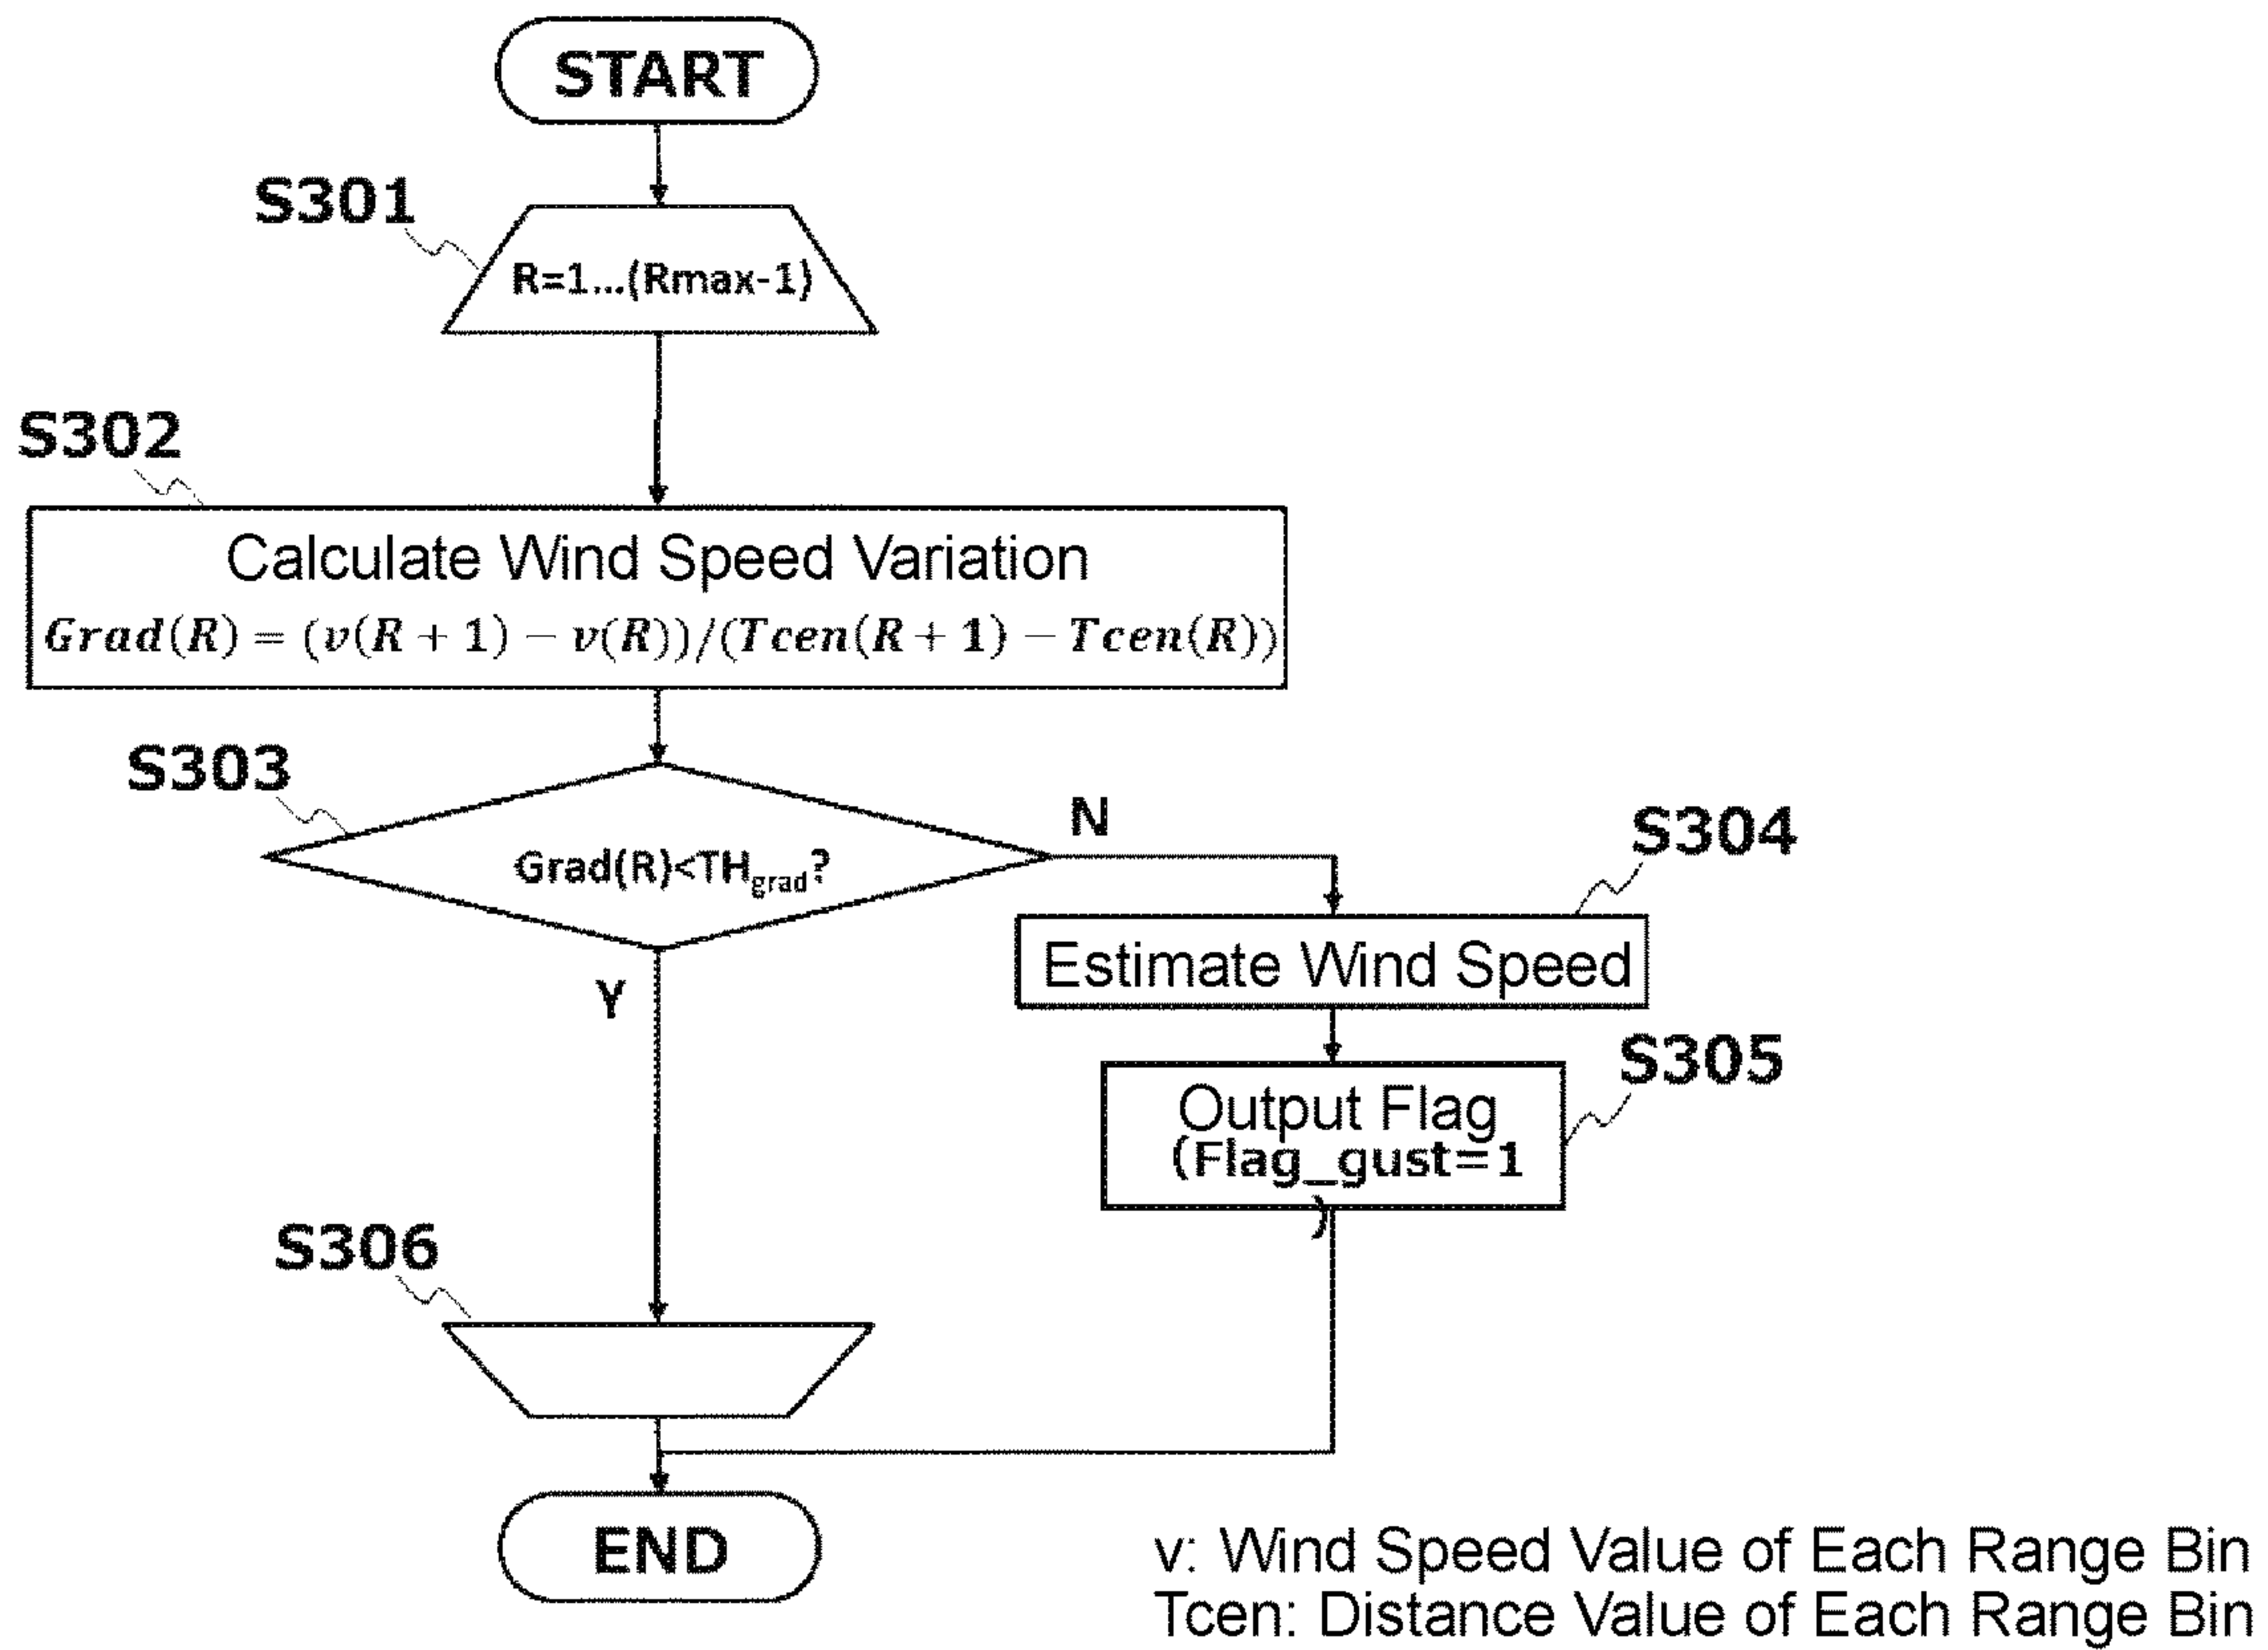 START
S301
R=1...(Rmax-1)
S302
Calculate Wind Speed Variation
Grad(R) = (v(R + 1) − v(R))/(Tcen(R + 1) − Tcen(R))
S303
Grad(R)<THgrad?
N
Y
S304
Estimate Wind Speed
S305
Output Flag
(Flag_gust=1
)
S306
END
v: Wind Speed Value of Each Range Bin
Tcen: Distance Value of Each Range Bin